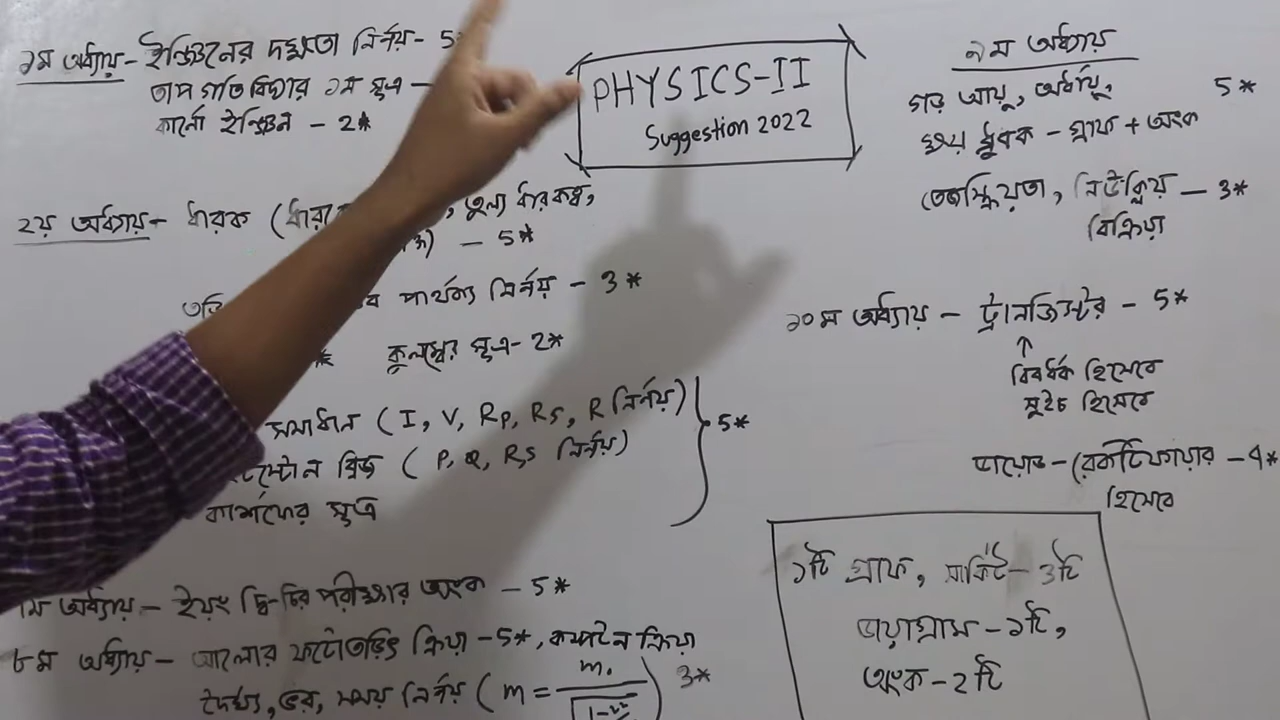 ১ম অধ্যায় - ইঞ্জিনের দক্ষতা নির্ণয় - 5*
তাপ গতিবিদ্যার ১ম সূত্র -
কার্নো ইঞ্জিন - 2*
২য় অধ্যায় - ধারক (
, তুল্য ধারকত্ব,
) - 5*
পার্থক্য নির্ণয় - 3*
কুলম্বের সূত্র - 2*
সমাধান (I, V, Rp, Rs, R নির্ণয়)
ব্রিজ (P, Q, R,S নির্ণয়)
কার্শফের সূত্র
} 5*
অধ্যায় - ইয়ং দ্বি-চির পরীক্ষার অংক - 5*
৮ম অধ্যায় - আলোর ফটোতড়িৎ ক্রিয়া - 5*, কম্পটন ক্রিয়া
দৈর্ঘ্য, ভর, সময় নির্ণয় (m = m₀ / √1-v²) 3*
PHYSICS-II
Suggestion 2022
৯ম অধ্যায়
গড় আয়ু, অর্ধায়ু,
ক্ষয় ধ্রুবক - গ্রাফ + অংক 5*
তেজস্ক্রিয়তা, নিউক্লিয় - 3*
বিক্রিয়া
১০ম অধ্যায় - ট্রানজিস্টর - 5*
↑
বিবর্ধক হিসেবে
সুইচ হিসেবে
ডায়োড - (রেকটিফায়ার - 4*
হিসেবে
১টি গ্রাফ, সার্কিট - 3টি
ডায়াগ্রাম - ১টি,
অংক - 2টি